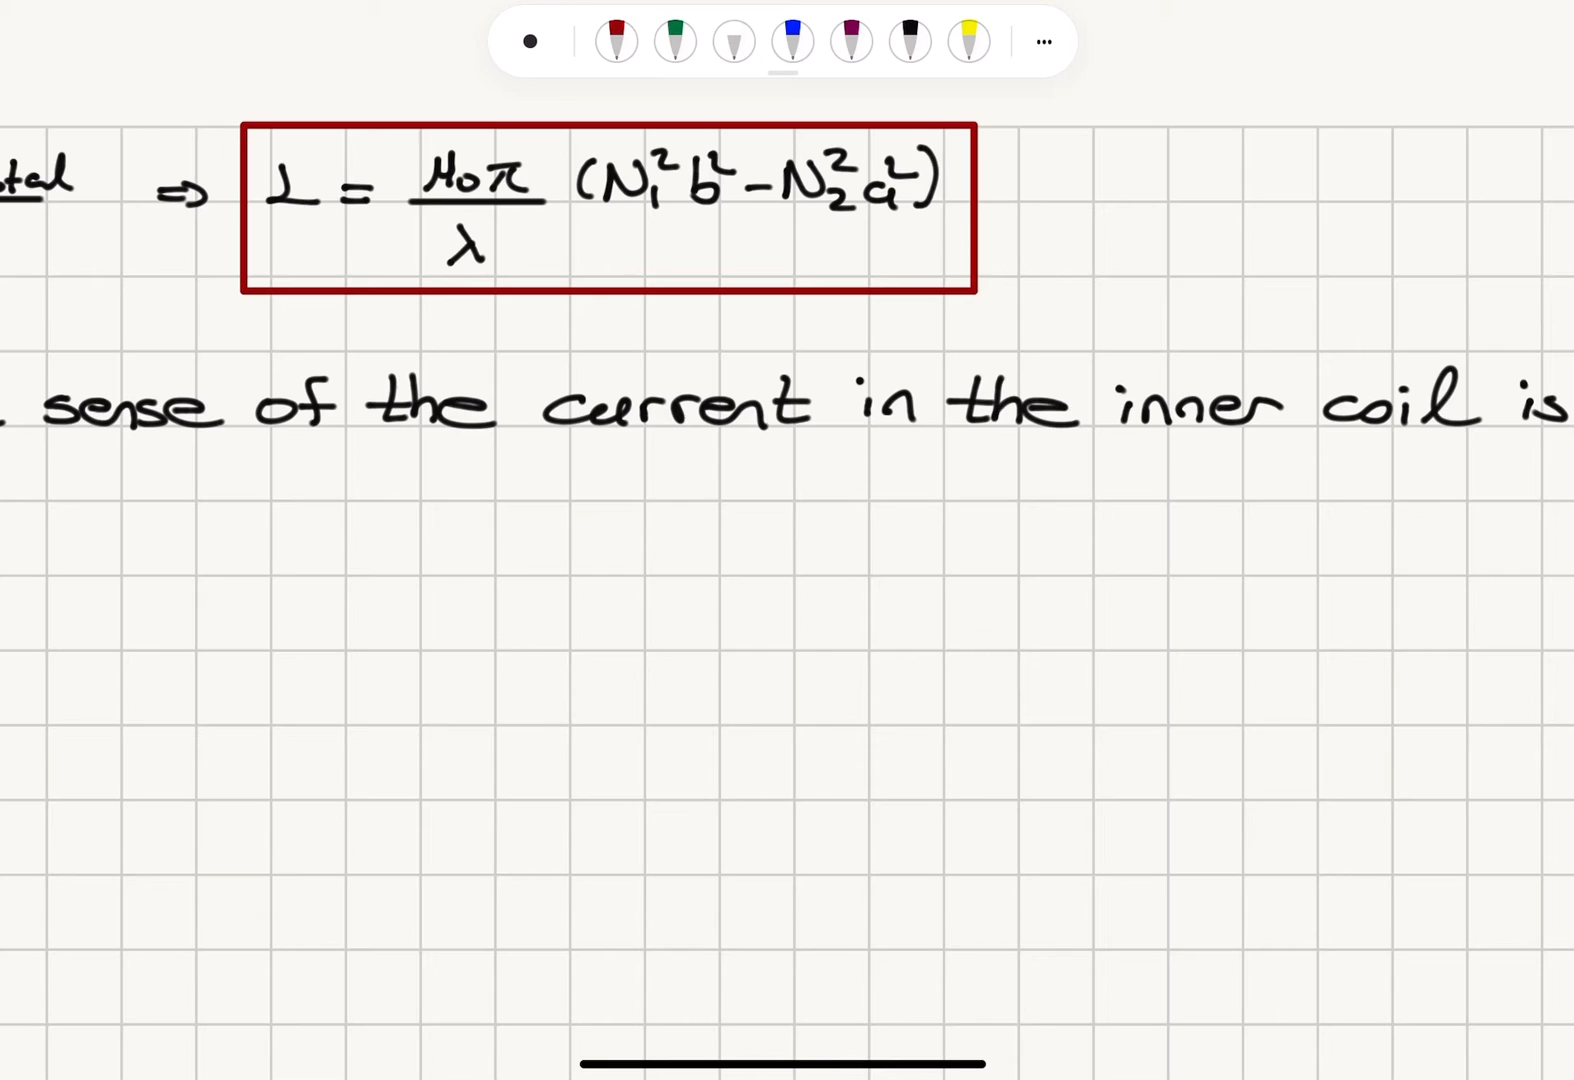 ⇒ L = μ₀π/λ (N₁²b² - N₂²a²)
sense of the current in the inner coil is